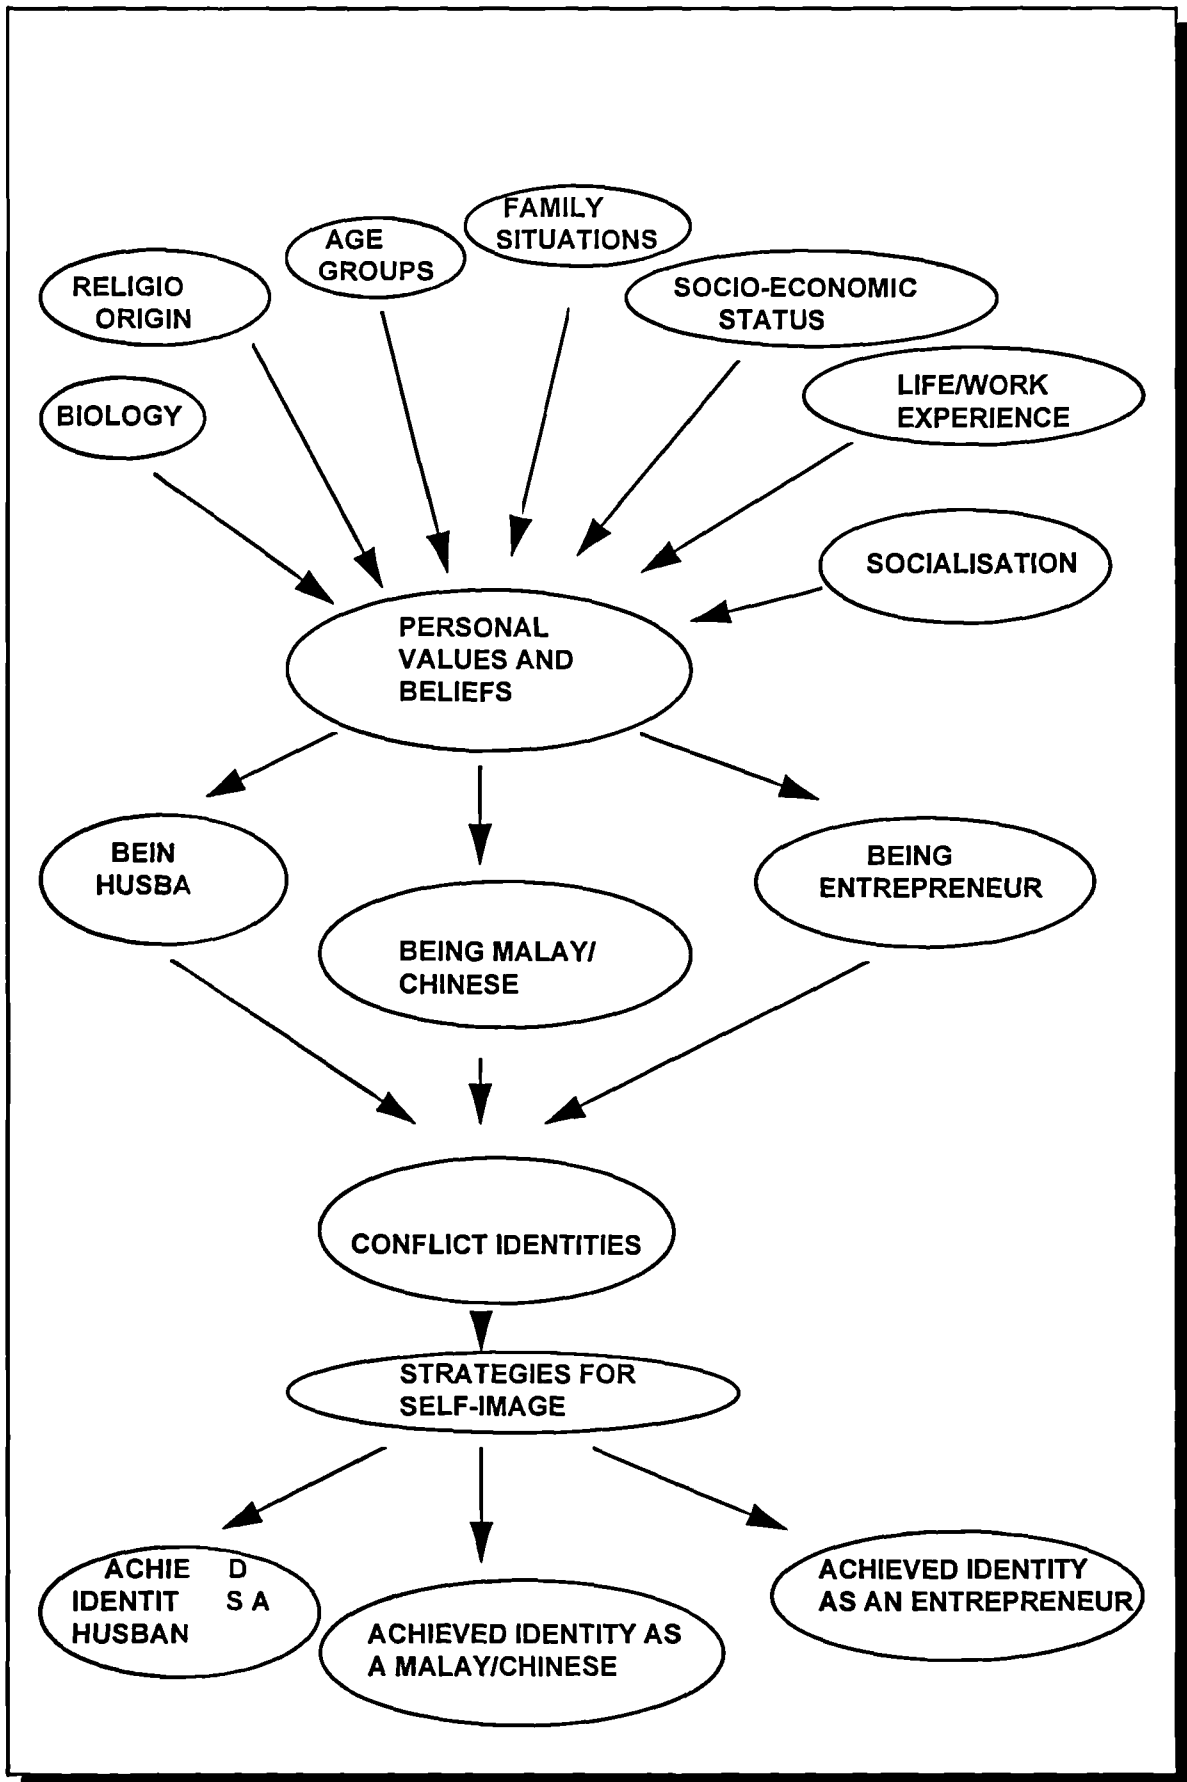 FAMILY
SITUATIONS
AGE
GROUPS
RELIGIO
ORIGIN
SOCIO-ECONOMIC
STATUS
BIOLOGY
LIFE/WORK
EXPERIENCE
SOCIALISATION
PERSONAL
VALUES AND
BELIEFS
BEIN
HUSBA
BEING
ENTREPRENEUR
BEING MALAY/
CHINESE
CONFLICT IDENTITIES
STRATEGIES FOR
SELF-IMAGE
ACHIE D
IDENTIT S A
HUSBAN
ACHIEVED IDENTITY AS
A MALAY/CHINESE
ACHIEVED IDENTITY
AS AN ENTREPRENEUR